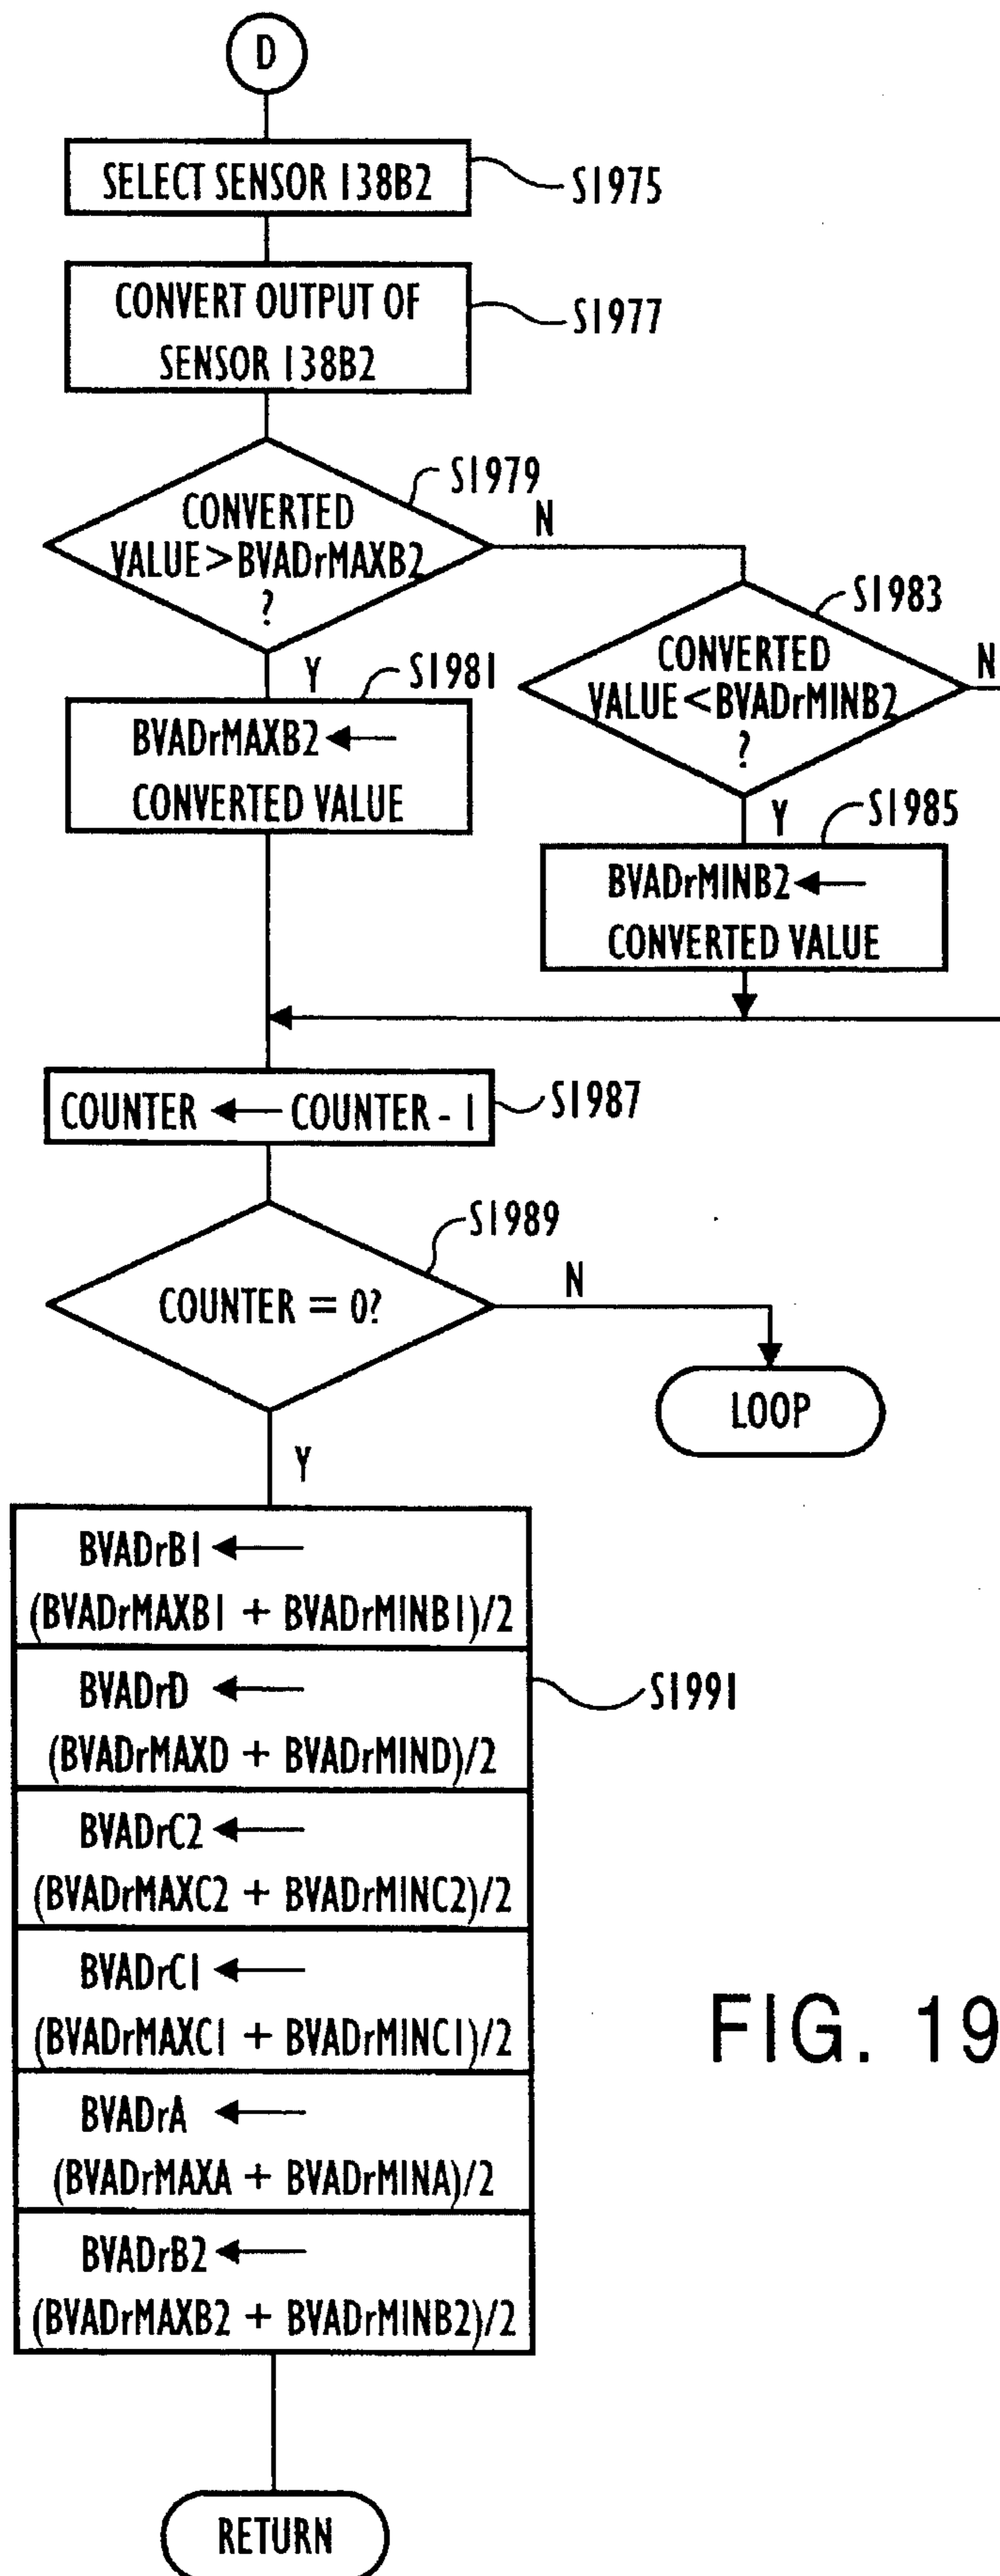 D
SELECT SENSOR 138B2
S1975
CONVERT OUTPUT OF
SENSOR 138B2
S1977
S1979
CONVERTED
VALUE>BVADrMAXB2
?
N
Y
S1981
BVADrMAXB2←
CONVERTED VALUE
S1983
CONVERTED
VALUE<BVADrMINB2
?
N
Y
S1985
BVADrMINB2←
CONVERTED VALUE
COUNTER ← COUNTER - 1
S1987
S1989
COUNTER = 0?
N
LOOP
Y
BVADrB1 ←
(BVADrMAXB1 + BVADrMINB1)/2
BVADrD ←
(BVADrMAXD + BVADrMIND)/2
S1991
BVADrC2 ←
(BVADrMAXC2 + BVADrMINC2)/2
BVADrC1 ←
(BVADrMAXC1 + BVADrMINC1)/2
BVADrA ←
(BVADrMAXA + BVADrMINA)/2
BVADrB2 ←
(BVADrMAXB2 + BVADrMINB2)/2
RETURN
FIG. 19